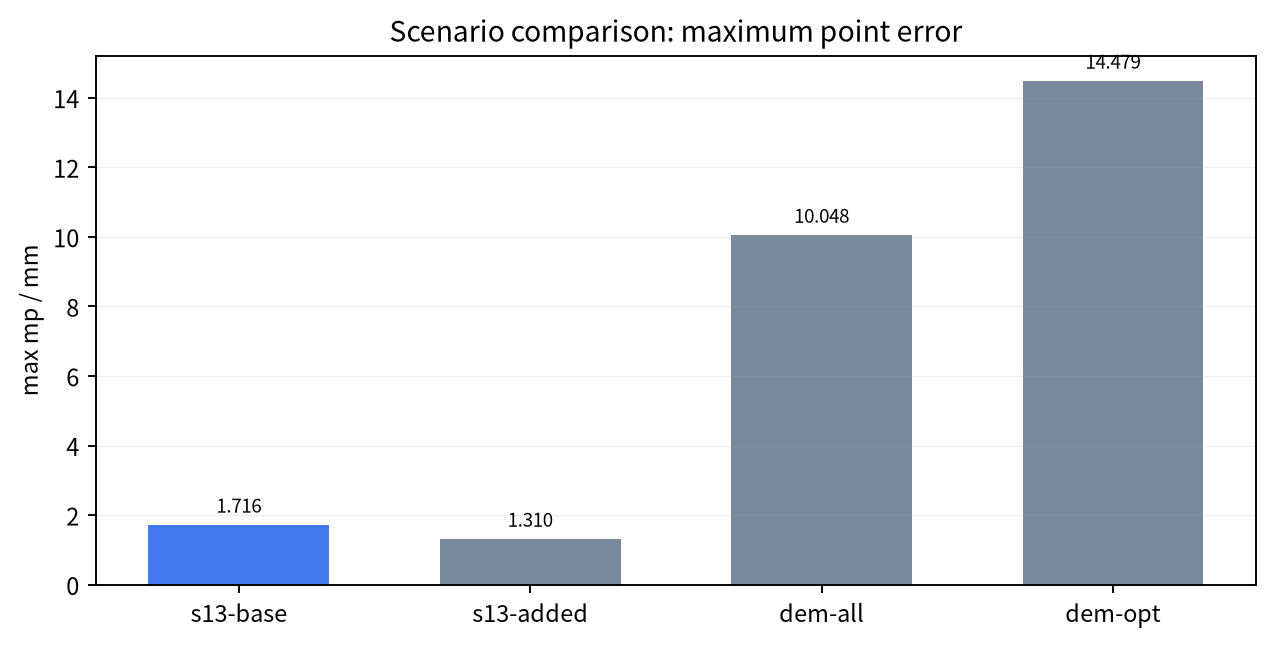 Scenario comparison: maximum point error
max mp / mm
14
12
10
8
6
4
2
0
1.716
1.310
10.048
14.479
s13-base
s13-added
dem-all
dem-opt